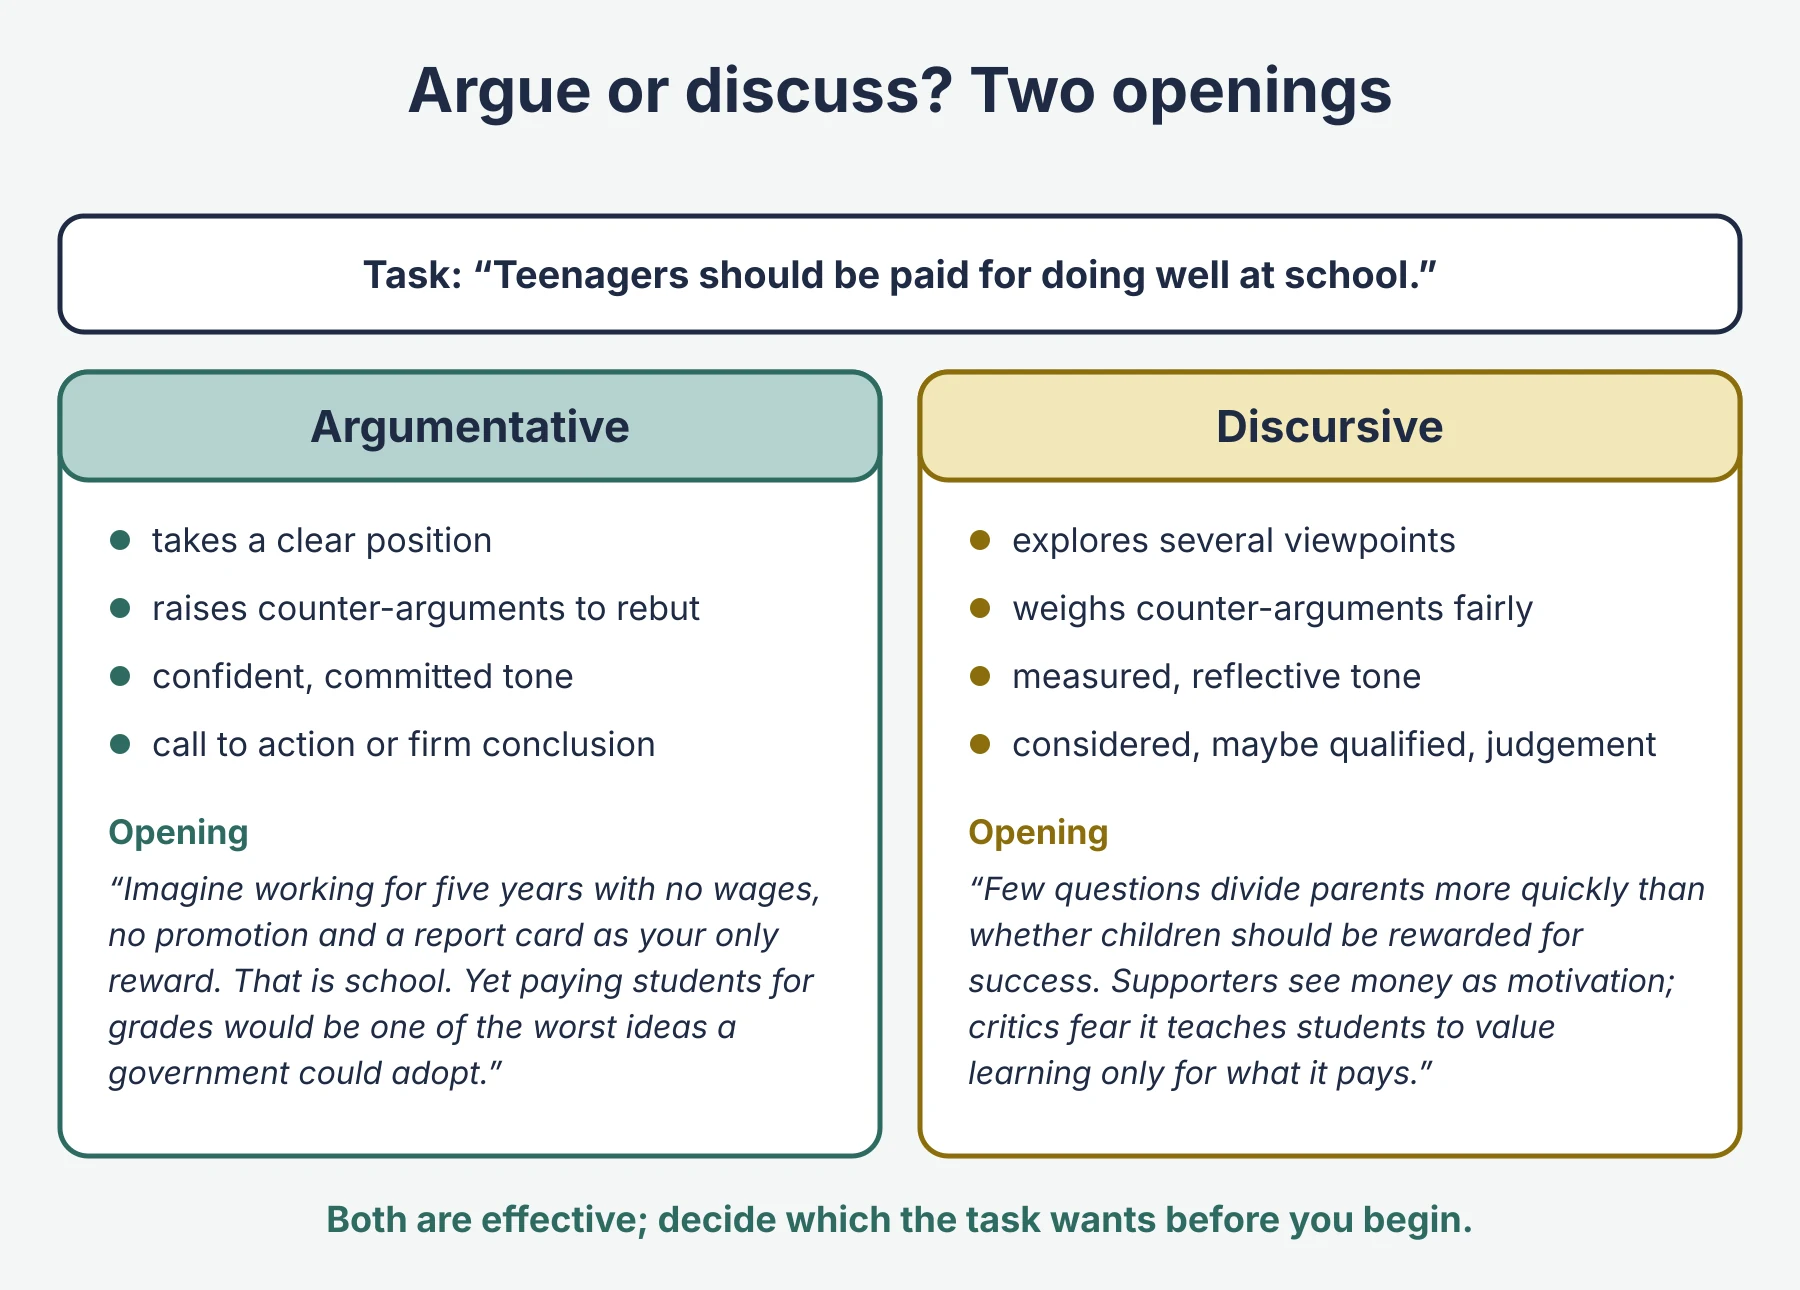 Argue or discuss? Two openings
Task: “Teenagers should be paid for doing well at school.”
Argumentative
takes a clear position
raises counter-arguments to rebut
confident, committed tone
call to action or firm conclusion
Opening
“Imagine working for five years with no wages,
no promotion and a report card as your only
reward. That is school. Yet paying students for
grades would be one of the worst ideas a
government could adopt.”
Discursive
explores several viewpoints
weighs counter-arguments fairly
measured, reflective tone
considered, maybe qualified, judgement
Opening
“Few questions divide parents more quickly than
whether children should be rewarded for
success. Supporters see money as motivation;
critics fear it teaches students to value
learning only for what it pays.”
Both are effective; decide which the task wants before you begin.